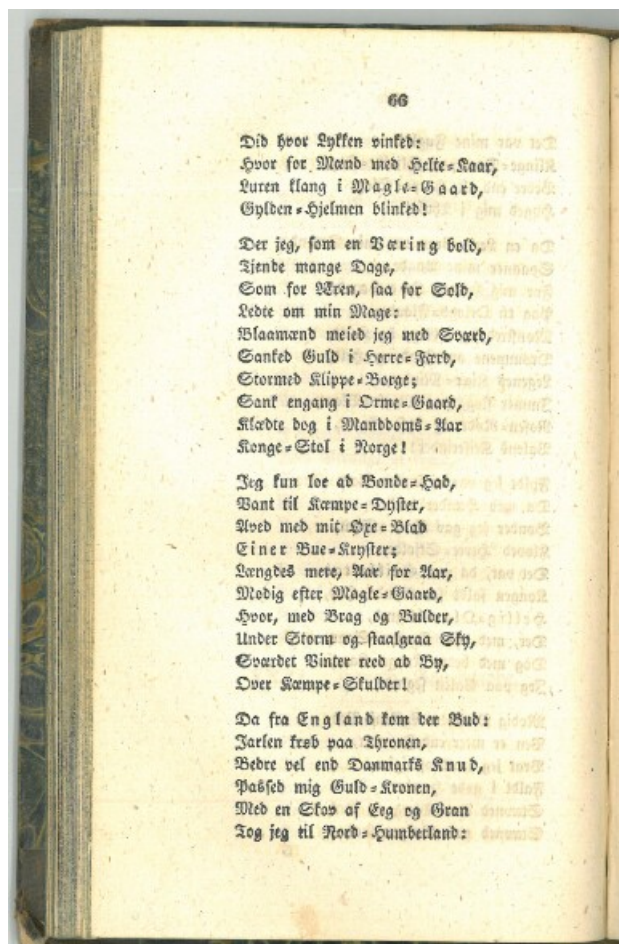 66
Did hvor Lykken vinked:
Hvor for Mænd med Helte=Kaar,
Luren klang i Magle=Gaard,
Gylden=Hjelmen blinked!
Der jeg, som en Væring bold,
Tjende mange Dage,
Som for Æren, saa for Sold,
Ledte om min Mage:
Blaamænd meied jeg med Sværd,
Sanked Guld i Herre=Færd,
Stormed Klippe=Borge;
Sank engang i Orme=Gaard,
Klædte dog i Manddoms=Aar
Konge=Stol i Norge!
Jeg kun loe ad Bonde=Had,
Vant til Kæmpe=Dyster,
Aved med mit Øxe=Blad
Einer Bue=Kryster;
Længdes mere, Aar for Aar,
Modig efter Magle=Gaard,
Hvor, med Brag og Bulder,
Under Storm og staalgraa Sky,
Sværdet Vinter reed ad By,
Over Kæmpe=Skulder!
Da fra England kom der Bud:
Jarlen krøb paa Thronen,
Bedre vel end Danmarks Knud,
Passed mig Guld=Kronen,
Med en Skov af Eeg og Gran
Tog jeg til Nord=Humberland: